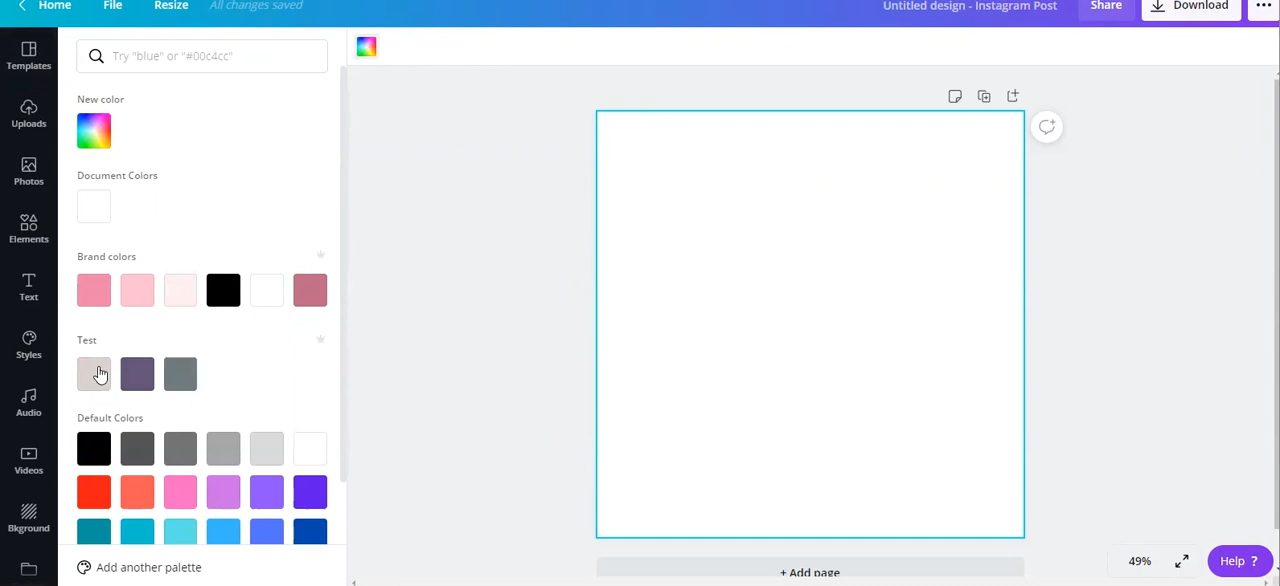 Home File Resize All changes saved Untitled design - Instagram Post Share Download
Templates
Uploads
Photos
Elements
Text
Styles
Audio
Videos
Bkground
Try "blue" or "#00c4cc"
New color
Document Colors
Brand colors
Test
Default Colors
Add another palette
+ Add page
49%
Help ?